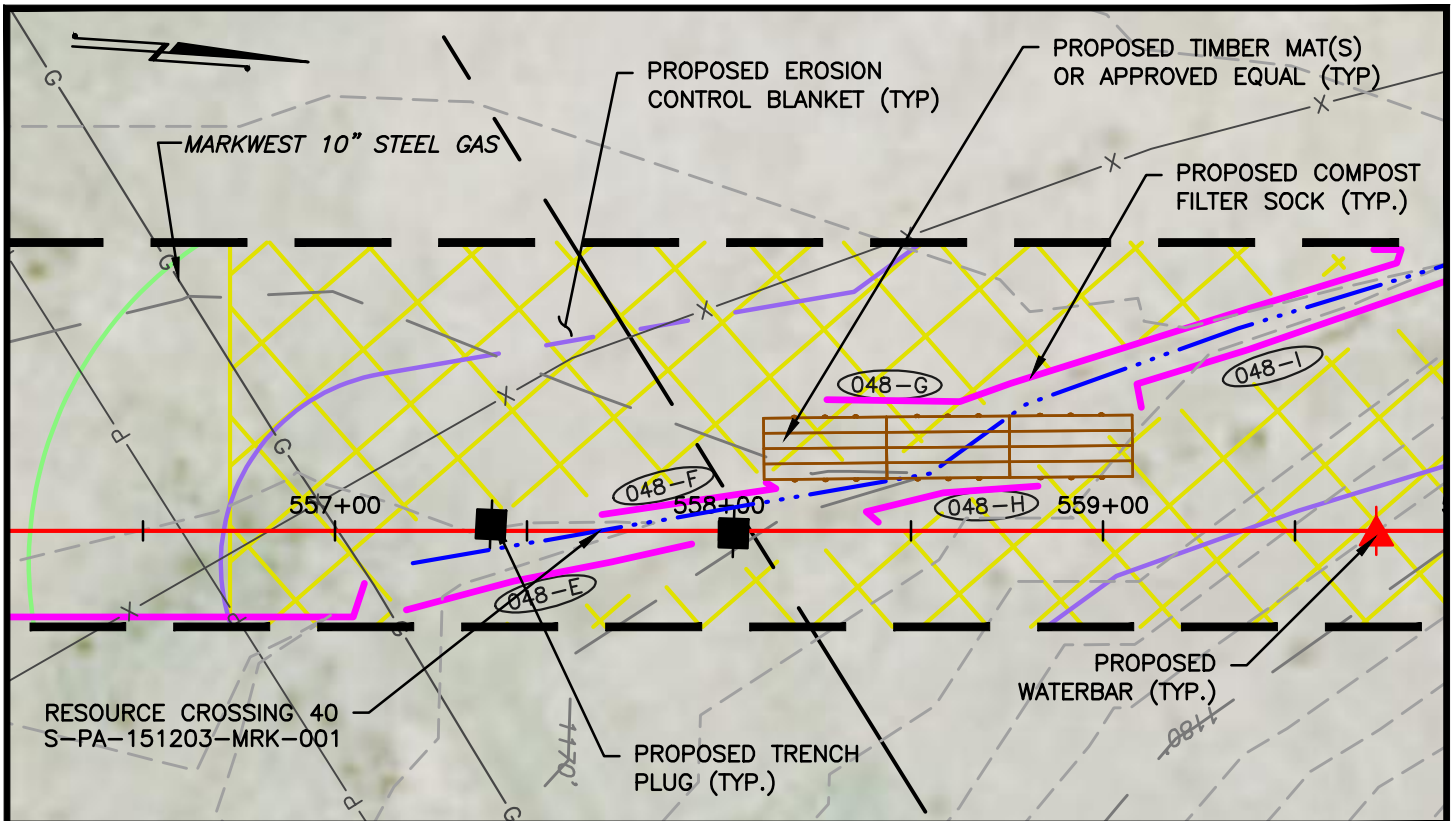 PROPOSED TIMBER MAT(S)
OR APPROVED EQUAL (TYP)
PROPOSED EROSION
CONTROL BLANKET (TYP)
G
X
MARKWEST 10" STEEL GAS
X
PROPOSED COMPOST
FILTER SOCK (TYP.)
X
G
X
048-I
048-G
X
P
G
048-F
557+00
558+00
559+00
048-H
048-E
X
P
G
PROPOSED
WATERBAR (TYP.)
RESOURCE CROSSING 40
S-PA-151203-MRK-001
1170'
1180'
PROPOSED TRENCH
PLUG (TYP.)
P
G